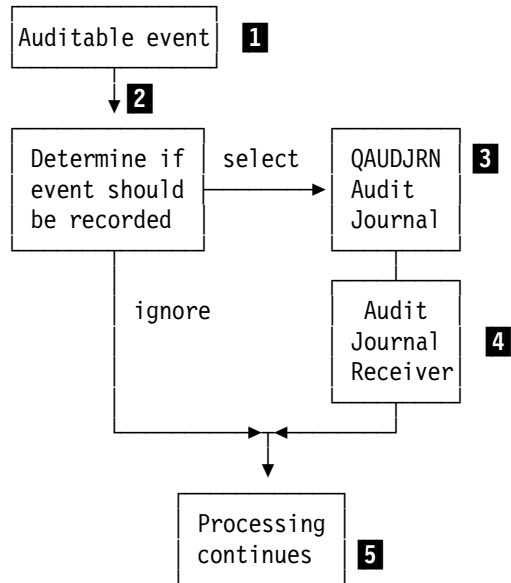 Auditable event 1
2
Determine if
event should
be recorded
select
QAUDJRN 3
Audit
Journal
ignore
Audit
Journal 4
Receiver
Processing
continues 5